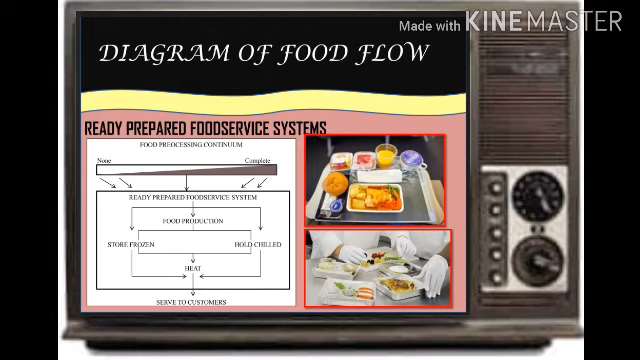 Made with KINEMASTER
DIAGRAM OF FOOD FLOW
READY PREPARED FOODSERVICE SYSTEMS
FOOD PREOCESSING CONTINUUM
None Complete
READY PREPARED FOODSERVICE SYSTEM
FOOD PRODUCTION
STORE FROZEN HOLD CHILLED
HEAT
SERVE TO CUSTOMERS